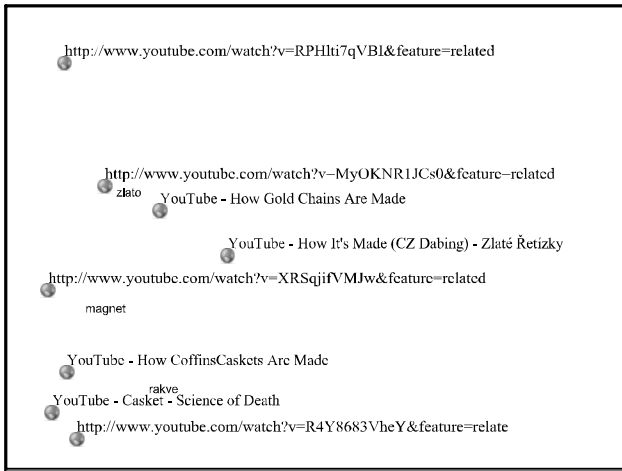 http://www.youtube.com/watch?v=RPHlti7qVBI&feature=related
http://www.youtube.com/watch?v=MyOKNR1JCs0&feature=related
zlato
YouTube - How Gold Chains Are Made
YouTube - How It's Made (CZ Dabing) - Zlaté Řetízky
http://www.youtube.com/watch?v=XRSqjifVMJw&feature=related
magnet
YouTube - How CoffinsCaskets Are Made
rakve
YouTube - Casket - Science of Death
http://www.youtube.com/watch?v=R4Y8683VheY&feature=relate